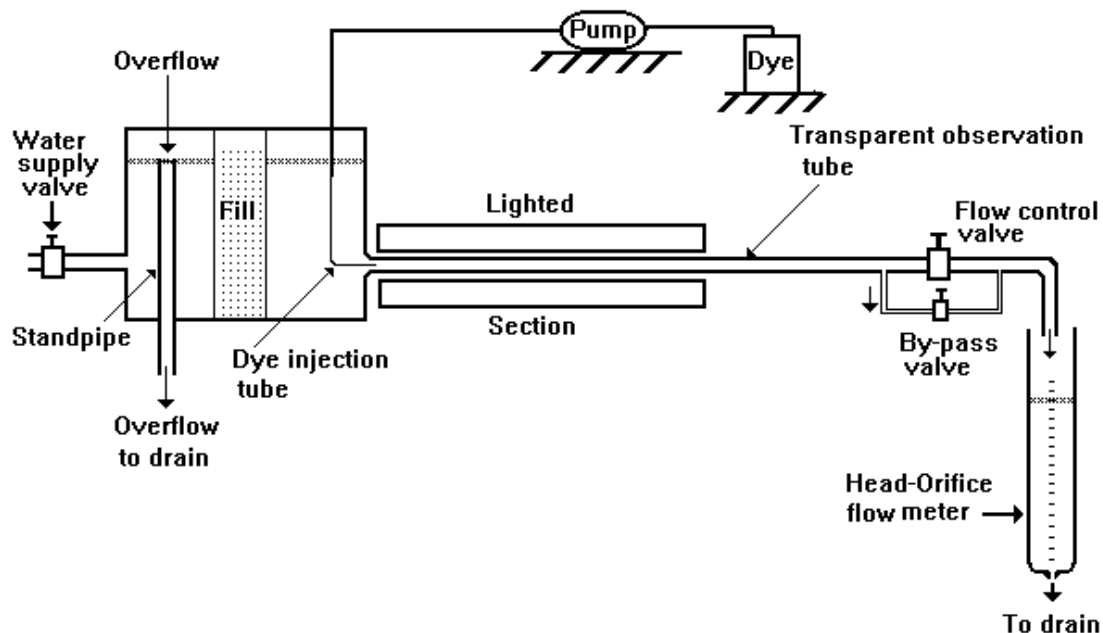 Pump
Dye
Overflow
Water
supply
valve
Fill
Transparent observation
tube
Lighted
Flow control
valve
Section
Standpipe
Dye injection
tube
By-pass
valve
Overflow
to drain
Head-Orifice
flow meter
To drain